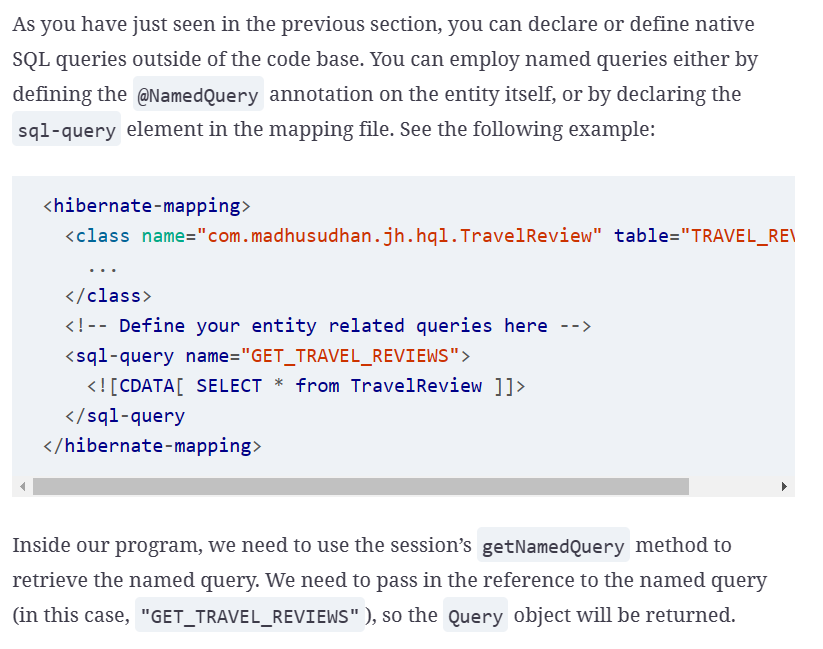 As you have just seen in the previous section, you can declare or define native
SQL queries outside of the code base. You can employ named queries either by
defining the @NamedQuery annotation on the entity itself, or by declaring the
sql-query element in the mapping file. See the following example:
<hibernate-mapping>
<class name="com.madhusudhan.jh.hql.TravelReview" table="TRAVEL_REV
...
</class>
<!-- Define your entity related queries here -->
<sql-query name="GET_TRAVEL_REVIEWS">
<![CDATA[ SELECT * from TravelReview ]]>
</sql-query
</hibernate-mapping>
Inside our program, we need to use the session’s getNamedQuery method to
retrieve the named query. We need to pass in the reference to the named query
(in this case, "GET_TRAVEL_REVIEWS" ), so the Query object will be returned.